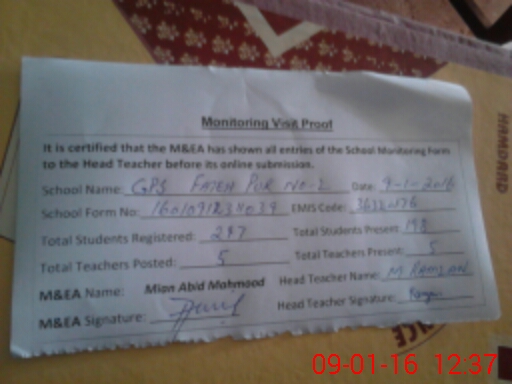 HAMDARD
Monitoring Visit Proof
It is certified that the M&EA has shown all entries of the School Monitoring Form
to the Head Teacher before its online submission.
School Name: GPS FATEH PUR NO-2 Date: 9-1-2016
School Form No: EMIS Code:
Total Students Registered: 247 Total Students Present: 198
Total Teachers Posted: 5 Total Teachers Present: 5
M&EA Name: Mian Abid Mahmood Head Teacher Name: M RAMZAN
M&EA Signature: Head Teacher Signature:
09-01-16 12:37